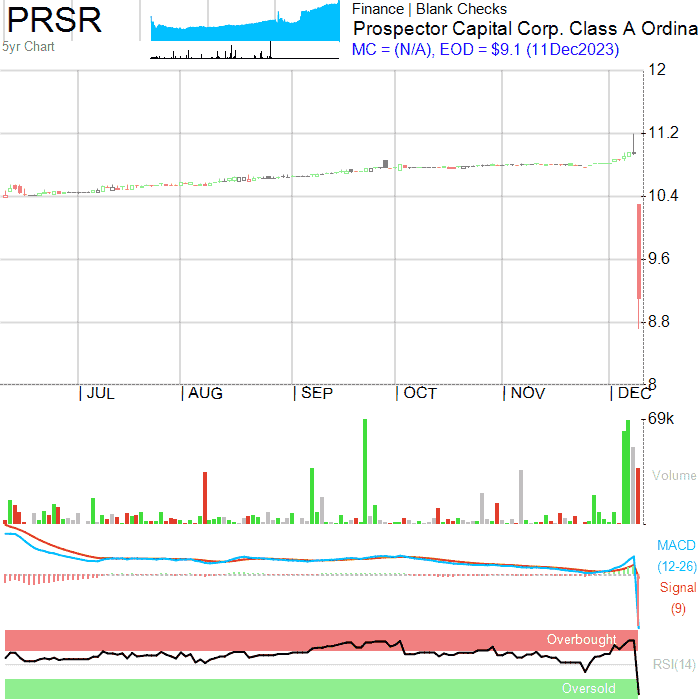 PRSR
5yr Chart
Finance | Blank Checks
Prospector Capital Corp. Class A Ordina
MC = (N/A), EOD = $9.1 (11Dec2023)
12
11.2
10.4
9.6
8.8
8
| JUL | AUG | SEP | OCT | NOV | DEC
69k
Volume
MACD
(12-26)
Signal
(9)
Overbought
RSI(14)
Oversold